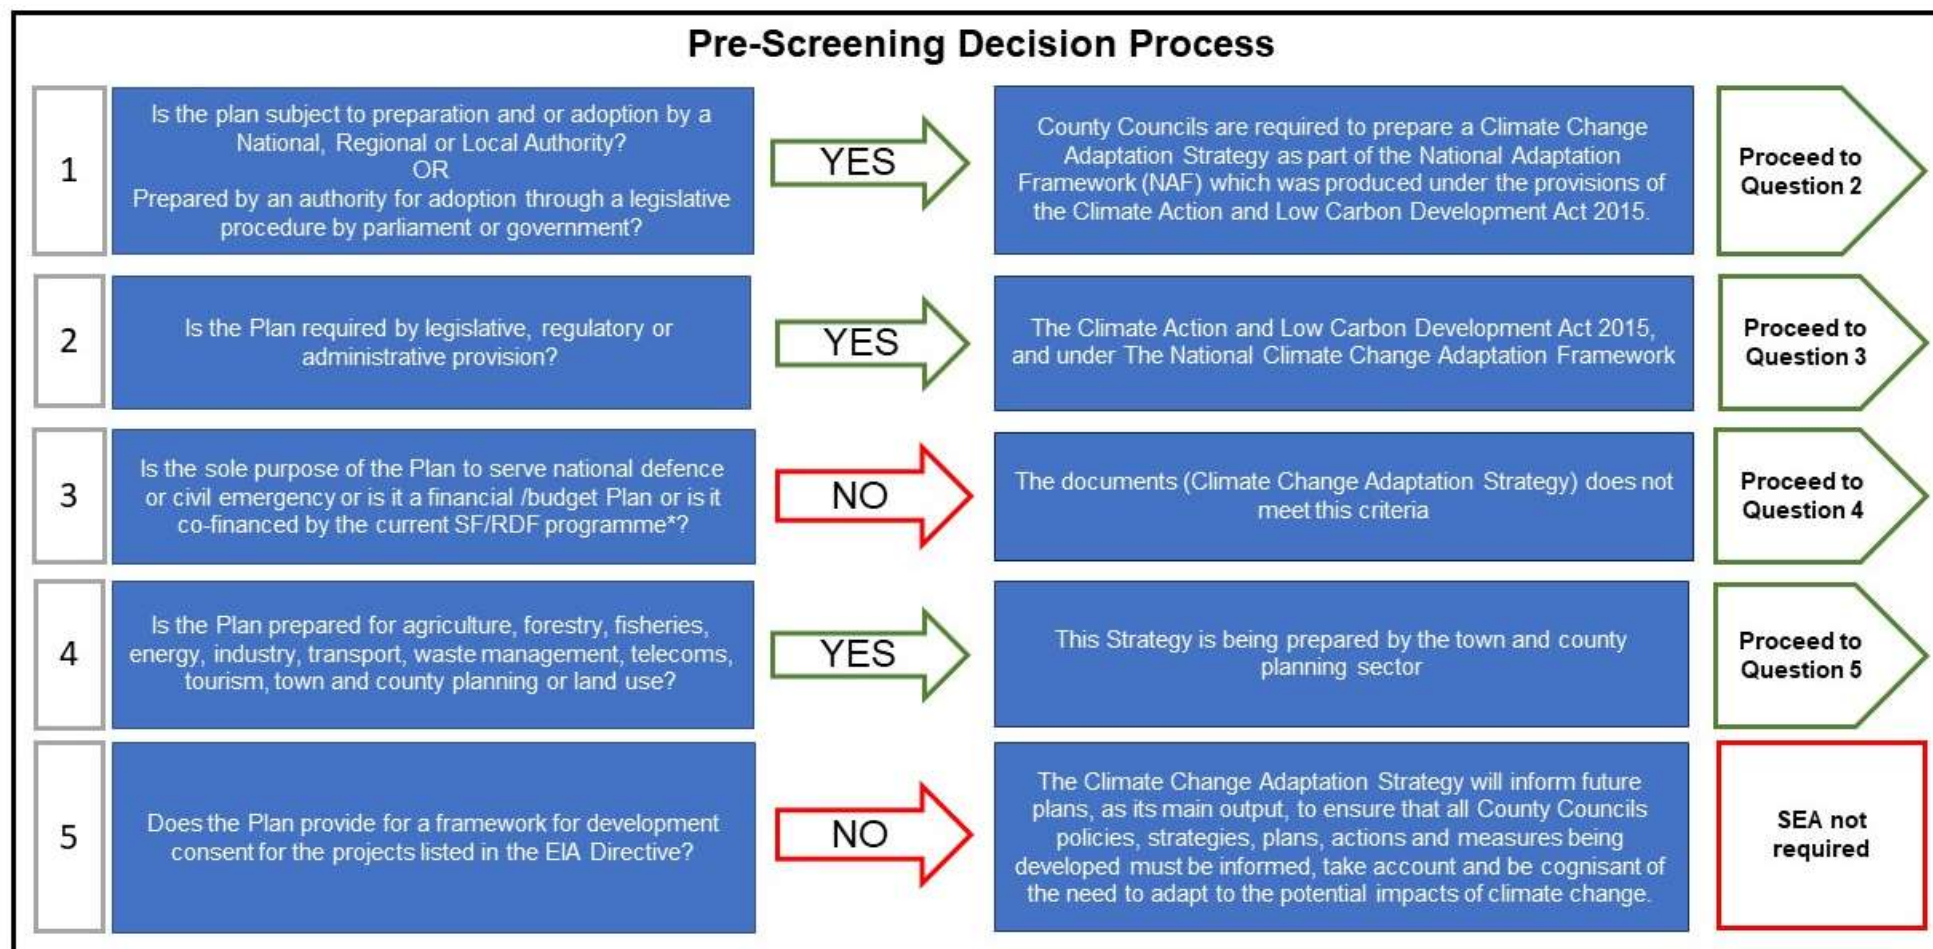 Pre-Screening Decision Process
1
Is the plan subject to preparation and or adoption by a
National, Regional or Local Authority?
OR
Prepared by an authority for adoption through a legislative
procedure by parliament or government?
YES
County Councils are required to prepare a Climate Change
Adaptation Strategy as part of the National Adaptation
Framework (NAF) which was produced under the provisions of
the Climate Action and Low Carbon Development Act 2015.
Proceed to
Question 2
2
Is the Plan required by legislative, regulatory or
administrative provision?
YES
The Climate Action and Low Carbon Development Act 2015,
and under The National Climate Change Adaptation Framework
Proceed to
Question 3
3
Is the sole purpose of the Plan to serve national defence
or civil emergency or is it a financial /budget Plan or is it
co-financed by the current SF/RDF programme*?
NO
The documents (Climate Change Adaptation Strategy) does not
meet this criteria
Proceed to
Question 4
4
Is the Plan prepared for agriculture, forestry, fisheries,
energy, industry, transport, waste management, telecoms,
tourism, town and county planning or land use?
YES
This Strategy is being prepared by the town and county
planning sector
Proceed to
Question 5
5
Does the Plan provide for a framework for development
consent for the projects listed in the EIA Directive?
NO
The Climate Change Adaptation Strategy will inform future
plans, as its main output, to ensure that all County Councils
policies, strategies, plans, actions and measures being
developed must be informed, take account and be cognisant of
the need to adapt to the potential impacts of climate change.
SEA not
required